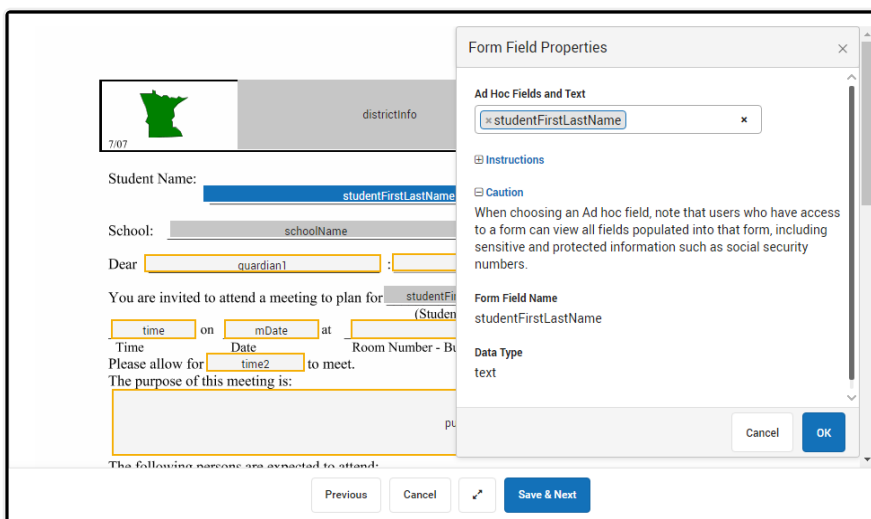 7/07
districtInfo
Student Name:
studentFirstLastName
School:
schoolName
Dear
guardian1
:
You are invited to attend a meeting to plan for
studentFir
(Studen
time
on
mDate
at
Time
Date
Room Number - Bu
Please allow for
time2
to meet.
The purpose of this meeting is:
pu
The following persons are expected to attend:
Form Field Properties
×
Ad Hoc Fields and Text
× studentFirstLastName ×
Instructions
Caution
When choosing an Ad hoc field, note that users who have access
to a form can view all fields populated into that form, including
sensitive and protected information such as social security
numbers.
Form Field Name
studentFirstLastName
Data Type
text
Cancel
OK
Previous
Cancel
Save & Next